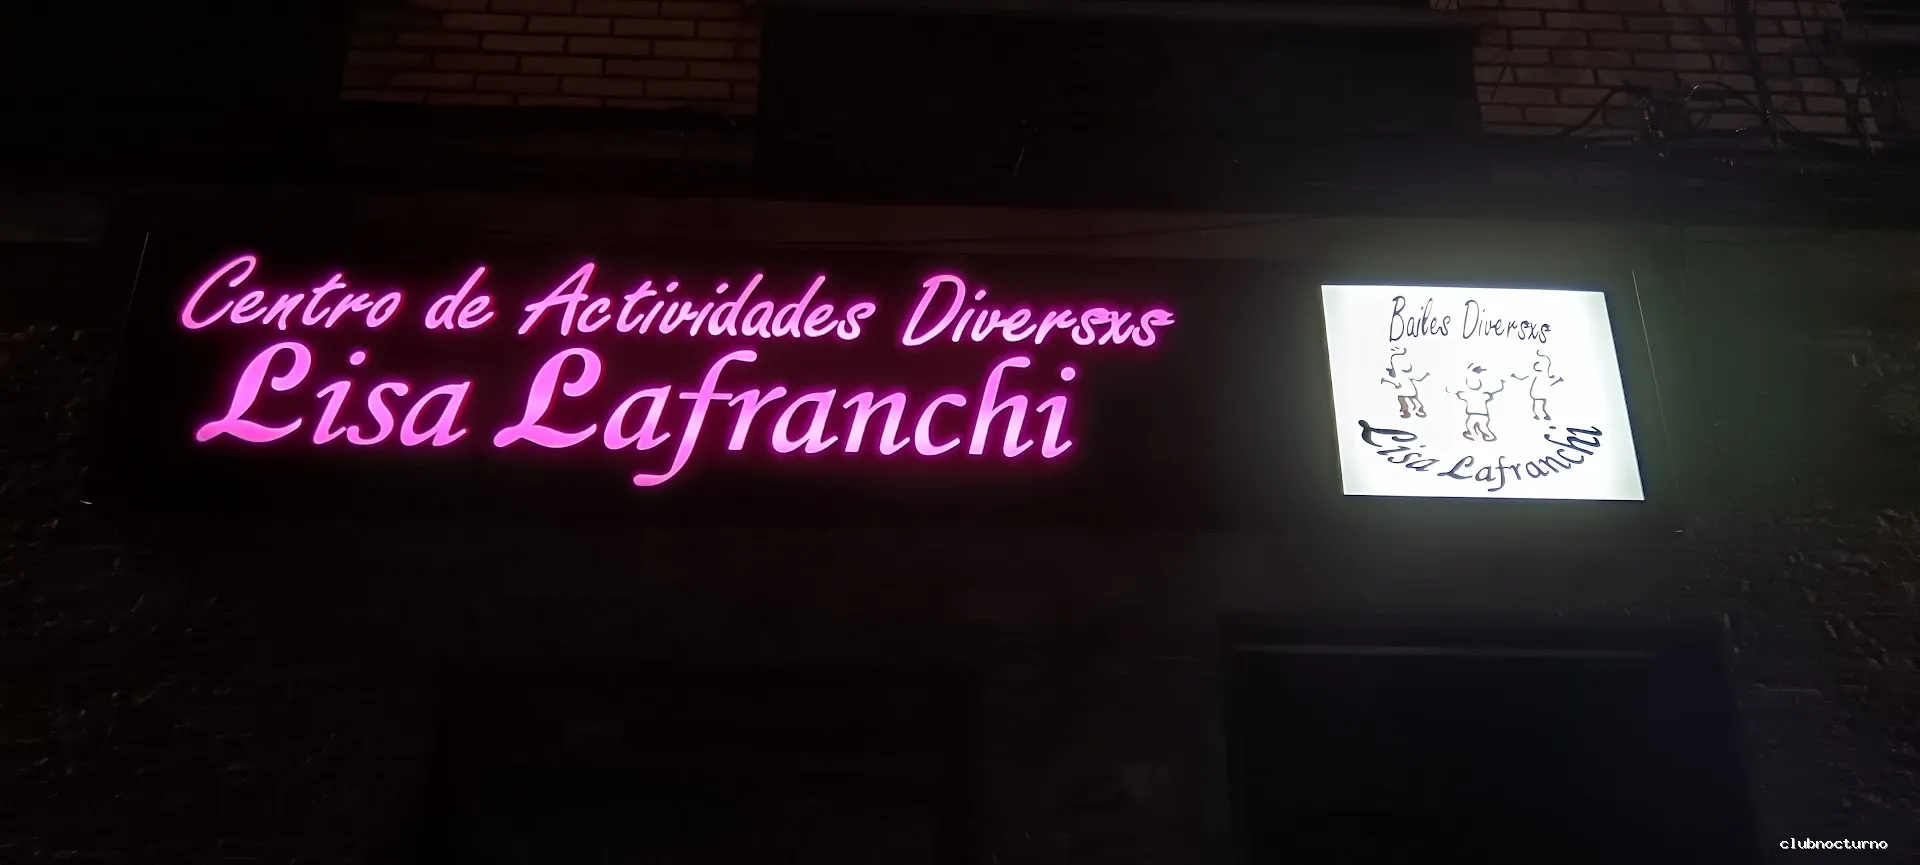 Centro de Actividades Diversxs
Lisa Lafranchi
Bailes Diversxs
Lisa Lafranchi
clubnocturno